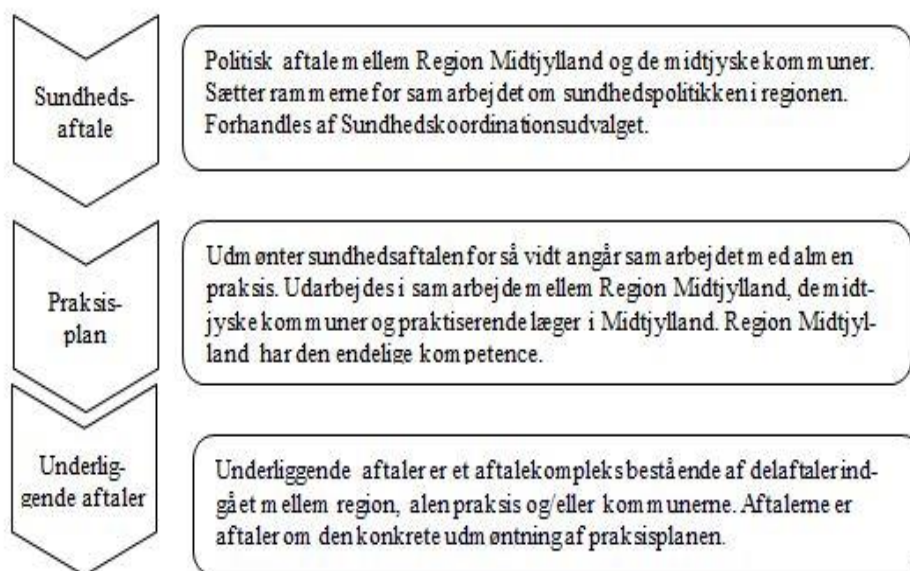 Sundheds-
aftale
Politisk aftale mellem Region Midtjylland og de midtjyske kommuner.
Sætter rammerne for samarbejdet om sundhedspolitikken i regionen.
Forhandles af Sundhedskoordinationsudvalget.
Praksis-
plan
Udmønter sundhedsaftalen for så vidt angår samarbejdet med almen
praksis. Udarbejdes i samarbejde mellem Region Midtjylland, de midt-
jyske kommuner og praktiserende læger i Midtjylland. Region Midtjyl-
land har den endelige kompetence.
Underlig-
gende aftaler
Underliggende aftaler er et aftalekompleks bestående af delaftaler ind-
gået mellem region, alen praksis og/eller kommunerne. Aftalerne er
aftaler om den konkrete udmøntning af praksisplanen.